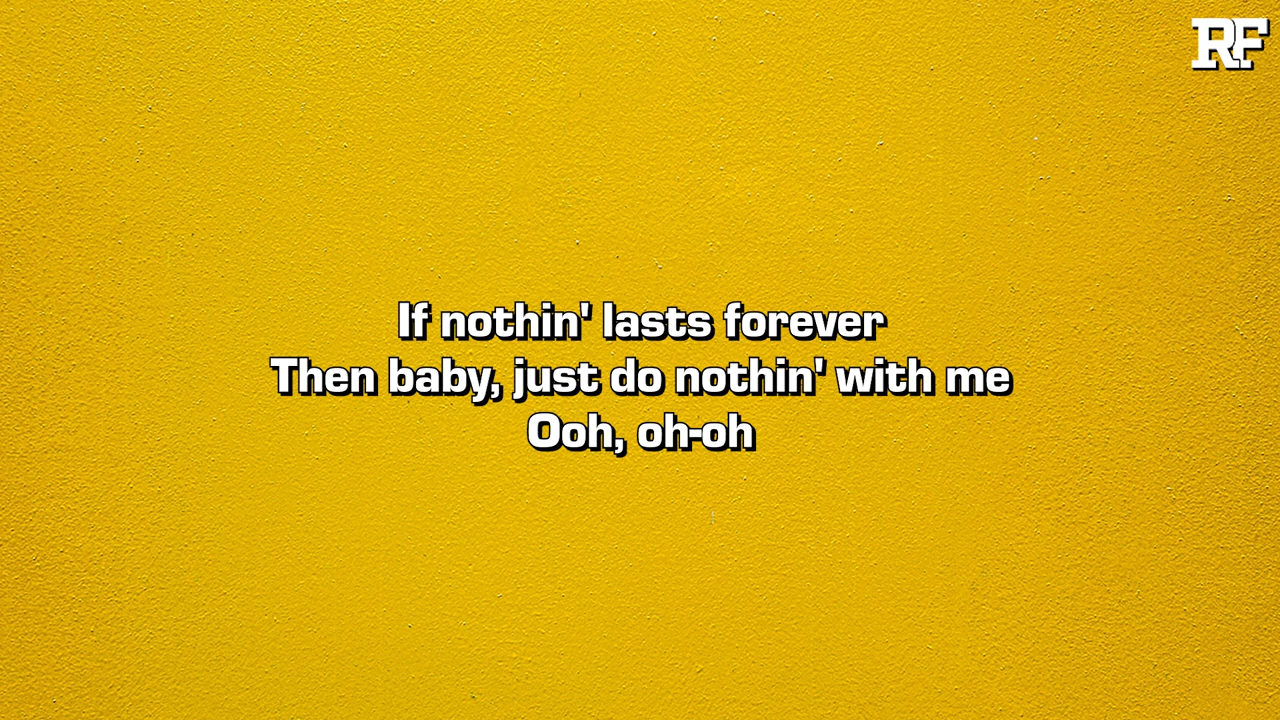 RF
If nothin' lasts forever
Then baby, just do nothin' with me
Ooh, oh-oh